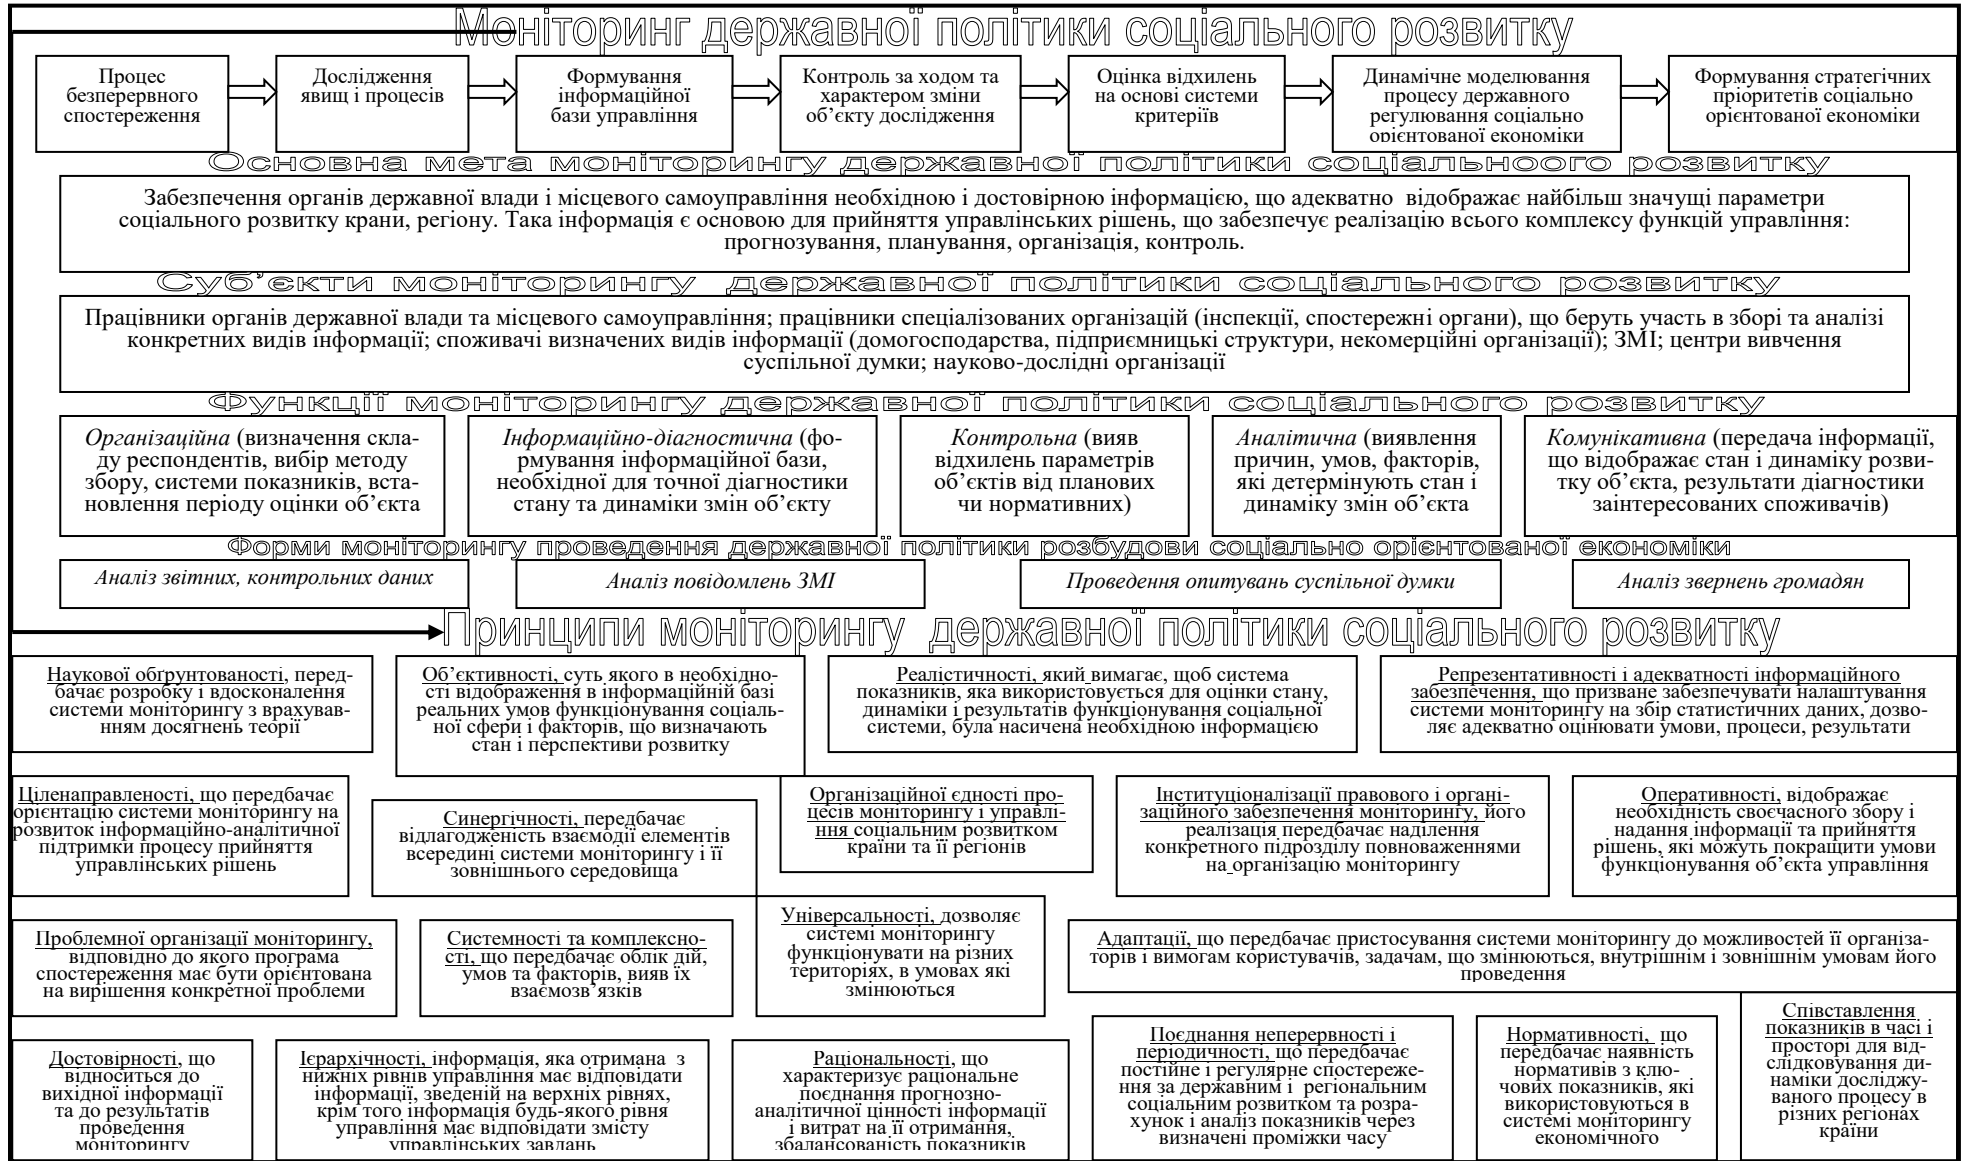 Моніторинг державної політики соціального розвитку
Процес
безперервного
спостереження
Дослідження
явищ і процесів
Формування
інформаційної
бази управління
Контроль за ходом та
характером зміни
об’єкту дослідження
Оцінка відхилень
на основі системи
критеріїв
Динамічне моделювання
процесу державного
регулювання соціально
орієнтованої економіки
Формування стратегічних
пріоритетів соціально
орієнтованої економіки
Основна мета моніторингу державної політики соціальноого розвитку
Забезпечення органів державної влади і місцевого самоуправління необхідною і достовірною інформацією, що адекватно відображає найбільш значущі параметри
соціального розвитку крани, регіону. Така інформація є основою для прийняття управлінських рішень, що забезпечує реалізацію всього комплексу функцій управління:
прогнозування, планування, організація, контроль.
Суб’єкти моніторингу державної політики соціального розвитку
Працівники органів державної влади та місцевого самоуправління; працівники спеціалізованих організацій (інспекції, спостережні органи), що беруть участь в зборі та аналізі
конкретних видів інформації; споживачі визначених видів інформації (домогосподарства, підприємницькі структури, некомерційні організації); ЗМІ; центри вивчення
суспільної думки; науково-дослідні організації
Функції моніторингу державної політики соціального розвитку
Організаційна (визначення скла-
ду респондентів, вибір методу
збору, системи показників, вста-
новлення періоду оцінки об’єкта
Інформаційно-діагностична (фо-
рмування інформаційної бази,
необхідної для точної діагностики
стану та динаміки змін об’єкту
Контрольна (вияв
відхилень параметрів
об’єктів від планових
чи нормативних)
Аналітична (виявлення
причин, умов, факторів,
які детермінують стан і
динаміку змін об’єкта
Комунікативна (передача інформації,
що відображає стан і динаміку розви-
тку об’єкта, результати діагностики
заінтересованих споживачів)
Форми моніторингу проведення державної політики розбудови соціально орієнтованої економіки
Аналіз звітних, контрольних даних
Аналіз повідомлень ЗМІ
Проведення опитувань суспільної думки
Аналіз звернень громадян
Принципи моніторингу державної політики соціального розвитку
Наукової обґрунтованості, перед-
бачає розробку і вдосконалення
системи моніторингу з врахуван-
ням досягнень теорії
Об’єктивності, суть якого в необхідно-
сті відображення в інформаційній базі
реальних умов функціонування соціаль-
ної сфери і факторів, що визначають
стан і перспективи розвитку
Реалістичності, який вимагає, щоб система
показників, яка використовується для оцінки стану,
динаміки і результатів функціонування соціальної
системи, була насичена необхідною інформацією
Репрезентативності і адекватності інформаційного
забезпечення, що призване забезпечувати налаштування
системи моніторингу на збір статистичних даних, дозво-
ляє адекватно оцінювати умови, процеси, результати
Ціленаправленості, що передбачає
орієнтацію системи моніторингу на
розвиток інформаційно-аналітичної
підтримки процесу прийняття
управлінських рішень
Синергічності, передбачає
відлагодженість взаємодії елементів
всередині системи моніторингу і її
зовнішнього середовища
Організаційної єдності про-
цесів моніторингу і управлі-
ння соціальним розвитком
країни та її регіонів
Інституціоналізації правового і органі-
заційного забезпечення моніторингу, його
реалізація передбачає наділення
конкретного підрозділу повноваженнями
на організацію моніторингу
Оперативності, відображає
необхідність своєчасного збору і
надання інформації та прийняття
рішень, які можуть покращити умови
функціонування об’єкта управління
Проблемної організації моніторингу,
відповідно до якого програма
спостереження має бути орієнтована
на вирішення конкретної проблеми
Системності та комплексно-
сті, що передбачає облік дій,
умов та факторів, вияв їх
взаємозв’язків
Універсальності, дозволяє
системі моніторингу
функціонувати на різних
територіях, в умовах які
змінюються
Адаптації, що передбачає пристосування системи моніторингу до можливостей її організа-
торів і вимогам користувачів, задачам, що змінюються, внутрішнім і зовнішнім умовам його
проведення
Достовірності, що
відноситься до
вихідної інформації
та до результатів
проведення
моніторингу
Ієрархічності, інформація, яка отримана з
нижніх рівнів управління має відповідати
інформації, зведеній на верхніх рівнях,
крім того інформація будь-якого рівня
управління має відповідати змісту
управлінських завдань
Раціональності, що
характеризує раціональне
поєднання прогнозно-
аналітичної цінності інформації
і витрат на її отримання,
збалансованість показників
Поєднання неперервності і
періодичності, що передбачає
постійне і регулярне спостереже-
ння за державним і регіональним
соціальним розвитком та розра-
хунок і аналіз показників через
визначені проміжки часу
Нормативності, що
передбачає наявність
нормативів з клю-
чових показників, які
використовуються в
системі моніторингу
економічного
Співставлення
показників в часі і
просторі для від-
слідковування ди-
наміки досліджу-
ваного процесу в
різних регіонах
країни